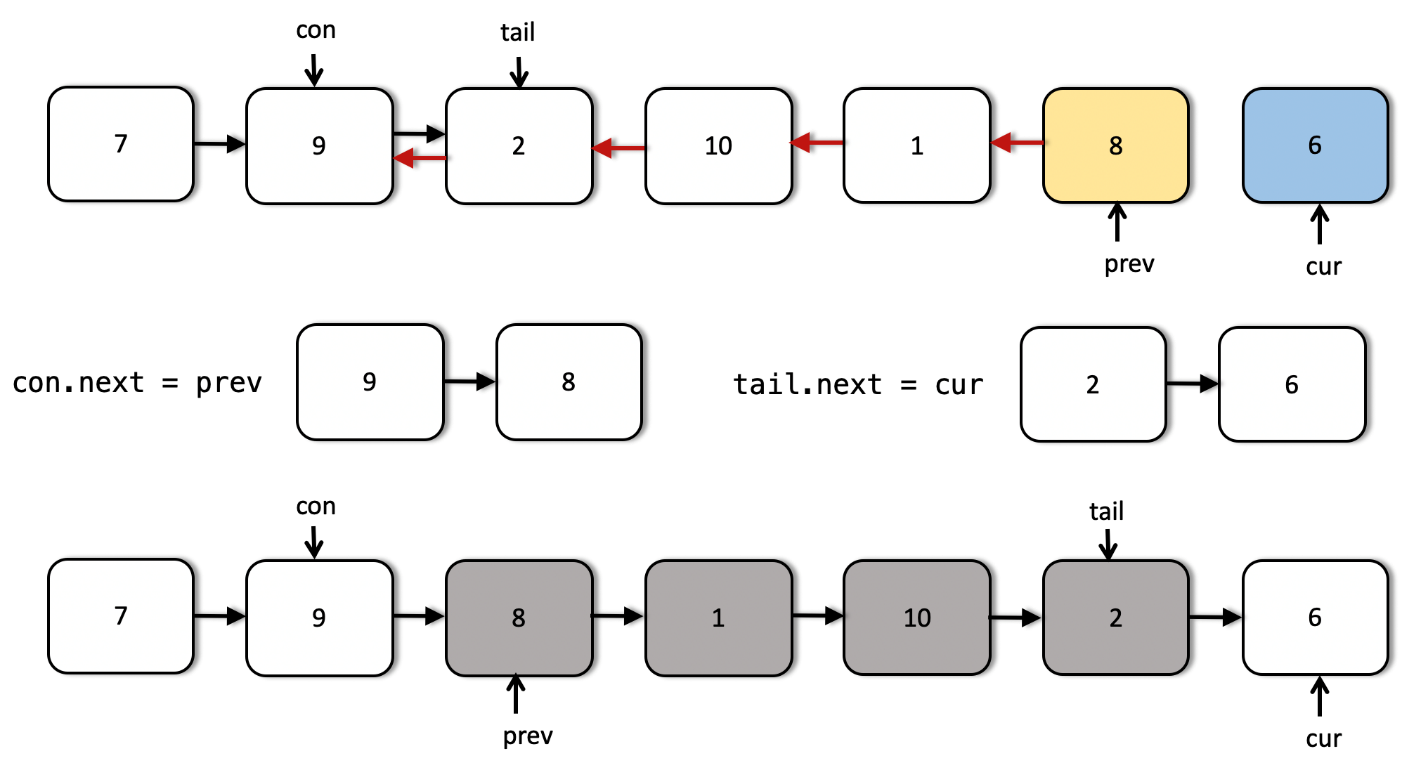 con tail
7 9 2 10 1 8 6
prev cur
con.next = prev 9 8 tail.next = cur 2 6
con tail
7 9 8 1 10 2 6
prev cur